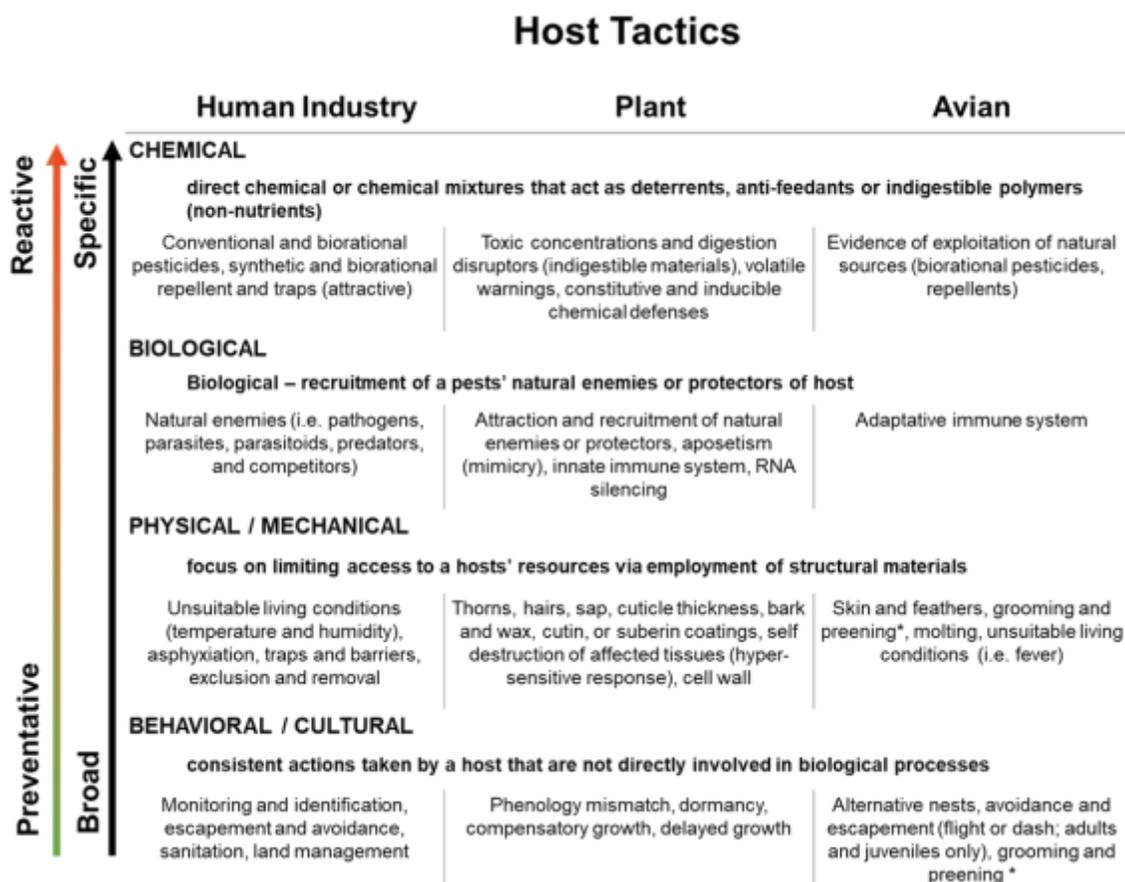 Host Tactics
Human Industry
Plant
Avian
Reactive
Specific
Preventative
Broad
CHEMICAL
direct chemical or chemical mixtures that act as deterrents, anti-feedants or indigestible polymers
(non-nutrients)
Conventional and biorational
pesticides, synthetic and biorational
repellent and traps (attractive)
Toxic concentrations and digestion
disruptors (indigestible materials), volatile
warnings, constitutive and inducible
chemical defenses
Evidence of exploitation of natural
sources (biorational pesticides,
repellents)
BIOLOGICAL
Biological – recruitment of a pests' natural enemies or protectors of host
Natural enemies (i.e. pathogens,
parasites, parasitoids, predators,
and competitors)
Attraction and recruitment of natural
enemies or protectors, aposetism
(mimicry), innate immune system, RNA
silencing
Adaptative immune system
PHYSICAL / MECHANICAL
focus on limiting access to a hosts' resources via employment of structural materials
Unsuitable living conditions
(temperature and humidity),
asphyxiation, traps and barriers,
exclusion and removal
Thorns, hairs, sap, cuticle thickness, bark
and wax, cutin, or suberin coatings, self
destruction of affected tissues (hyper-
sensitive response), cell wall
Skin and feathers, grooming and
preening*, molting, unsuitable living
conditions (i.e. fever)
BEHAVIORAL / CULTURAL
consistent actions taken by a host that are not directly involved in biological processes
Monitoring and identification,
escapement and avoidance,
sanitation, land management
Phenology mismatch, dormancy,
compensatory growth, delayed growth
Alternative nests, avoidance and
escapement (flight or dash; adults
and juveniles only), grooming and
preening *